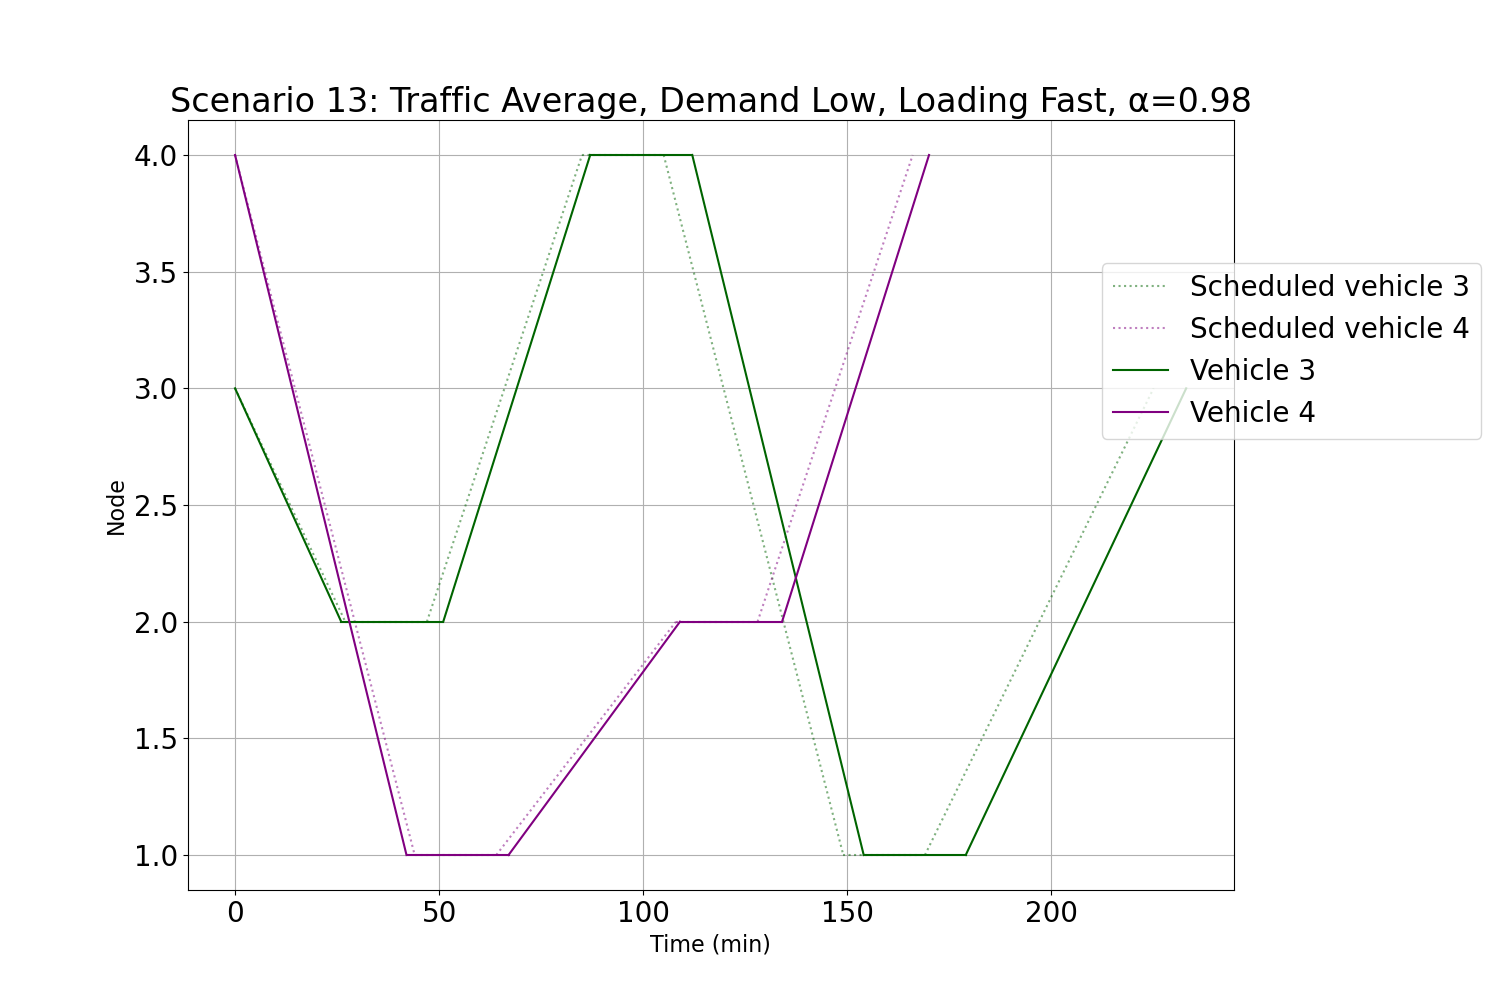 Scenario 13: Traffic Average, Demand Low, Loading Fast, α=0.98
4.0
3.5
3.0
2.5
2.0
1.5
1.0
Node
Scheduled vehicle 3
Scheduled vehicle 4
Vehicle 3
Vehicle 4
0 50 100 150 200
Time (min)